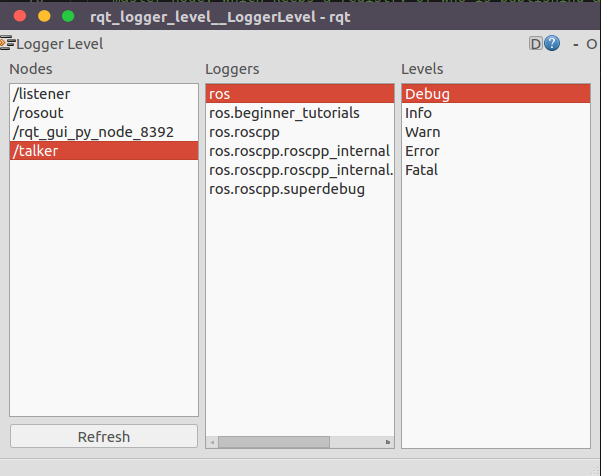 rqt_logger_level__LoggerLevel - rqt
Logger Level
D ? - O
Nodes
/listener
/rosout
/rqt_gui_py_node_8392
/talker
Refresh
Loggers
ros
ros.beginner_tutorials
ros.roscpp
ros.roscpp.roscpp_internal
ros.roscpp.roscpp_internal.
ros.roscpp.superdebug
Levels
Debug
Info
Warn
Error
Fatal